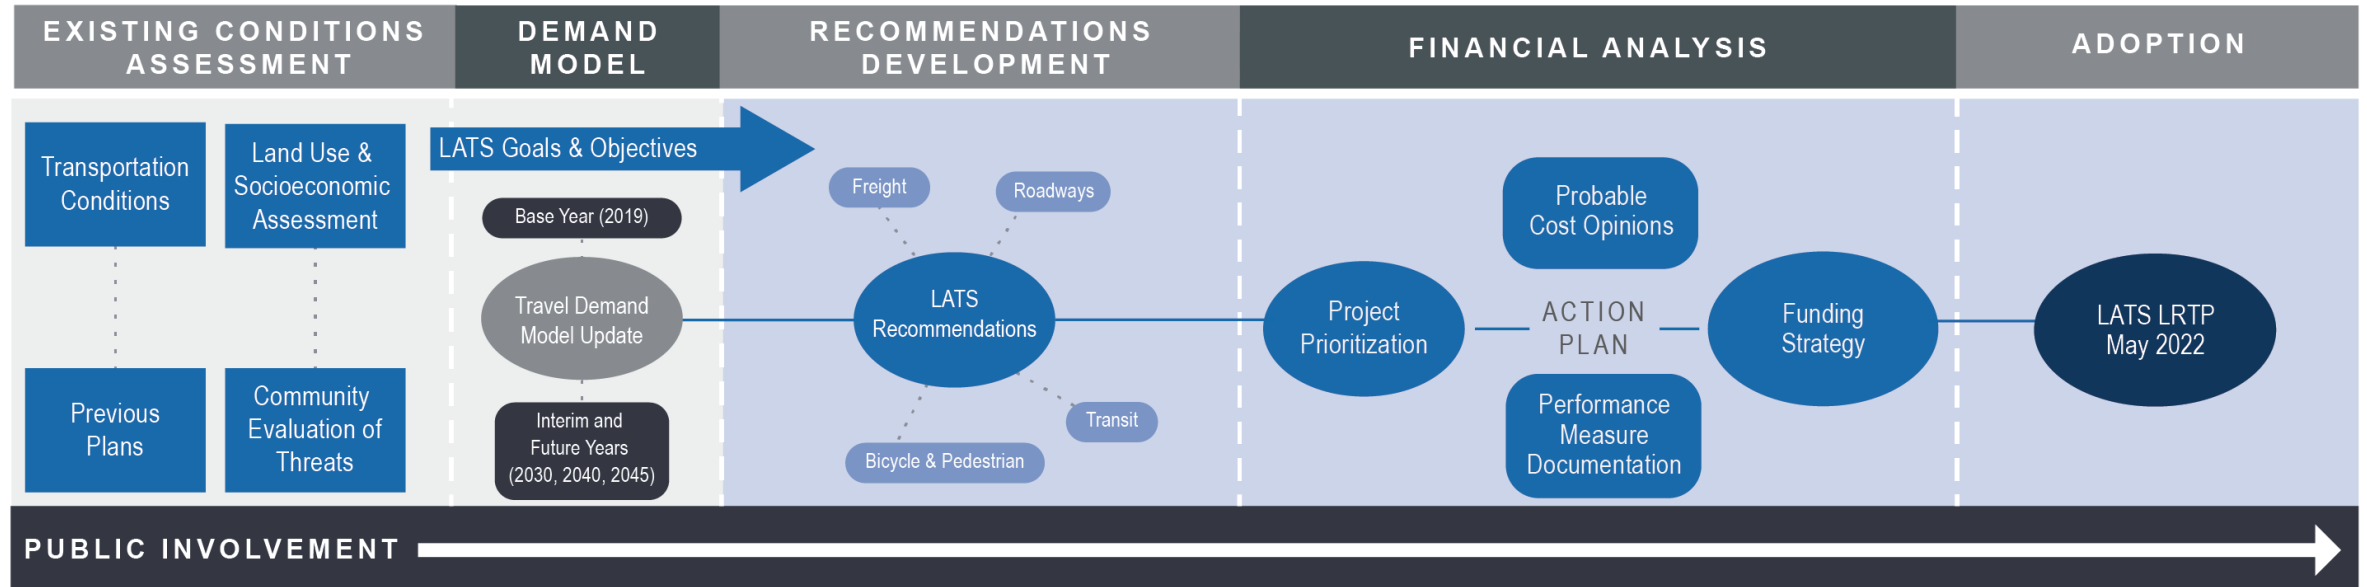 EXISTING CONDITIONS
ASSESSMENT
DEMAND
MODEL
RECOMMENDATIONS
DEVELOPMENT
FINANCIAL ANALYSIS
ADOPTION
Transportation
Conditions
Land Use &
Socioeconomic
Assessment
Previous
Plans
Community
Evaluation of
Threats
LATS Goals & Objectives
Base Year (2019)
Travel Demand
Model Update
Interim and
Future Years
(2030, 2040, 2045)
Freight
Roadways
LATS
Recommendations
Bicycle & Pedestrian
Transit
Project
Prioritization
Probable
Cost Opinions
ACTION
PLAN
Performance
Measure
Documentation
Funding
Strategy
LATS LRTP
May 2022
PUBLIC INVOLVEMENT